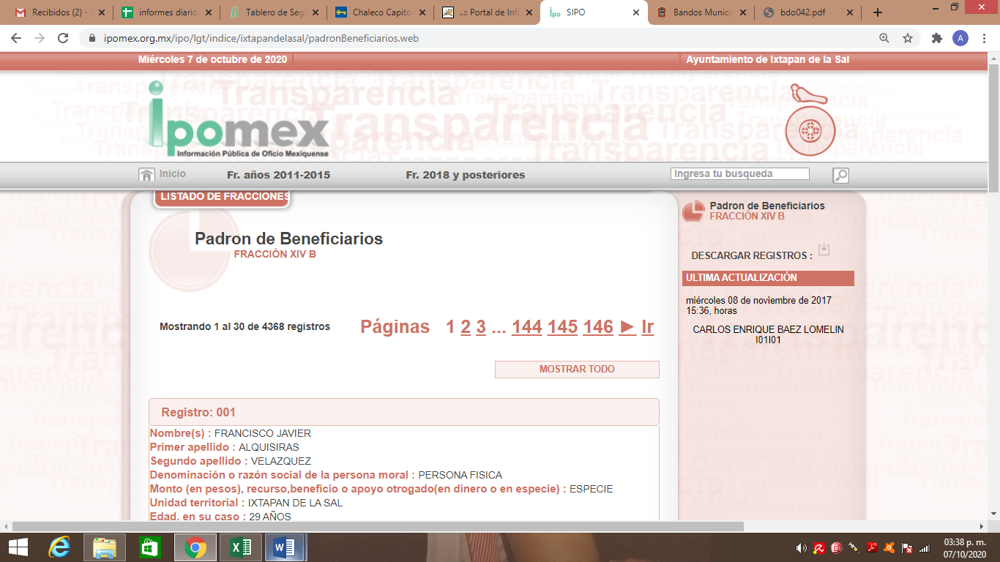 Recibidos (2) -
informes diario
Tablero de Seg
Chaleco Capito
..:: Portal de Inf
SIPO
Bandos Munici
bdo042.pdf
ipomex.org.mx/ipo/lgt/indice/ixtapandelasal/padronBeneficiarios.web
A
Miércoles 7 de octubre de 2020
Ayuntamiento de Ixtapan de la Sal
Transparencia
ipomex
Información Pública de Oficio Mexiquense
Inicio
Fr. años 2011-2015
Fr. 2018 y posteriores
Ingresa tu busqueda
LISTADO DE FRACCIONES
Padron de Beneficiarios
FRACCIÓN XIV B
Mostrando 1 al 30 de 4368 registros
Páginas 1 2 3 ... 144 145 146 ► Ir
MOSTRAR TODO
Registro: 001
Nombre(s) : FRANCISCO JAVIER
Primer apellido : ALQUISIRAS
Segundo apellido : VELAZQUEZ
Denominación o razón social de la persona moral : PERSONA FISICA
Monto (en pesos), recurso,beneficio o apoyo otrogado(en dinero o en especie) : ESPECIE
Unidad territorial : IXTAPAN DE LA SAL
Edad, en su caso : 29 AÑOS
Padron de Beneficiarios
FRACCIÓN XIV B
DESCARGAR REGISTROS :
ULTIMA ACTUALIZACIÓN
miércoles 08 de noviembre de 2017
15:36, horas
CARLOS ENRIQUE BAEZ LOMELIN
I01I01
03:38 p. m.
07/10/2020